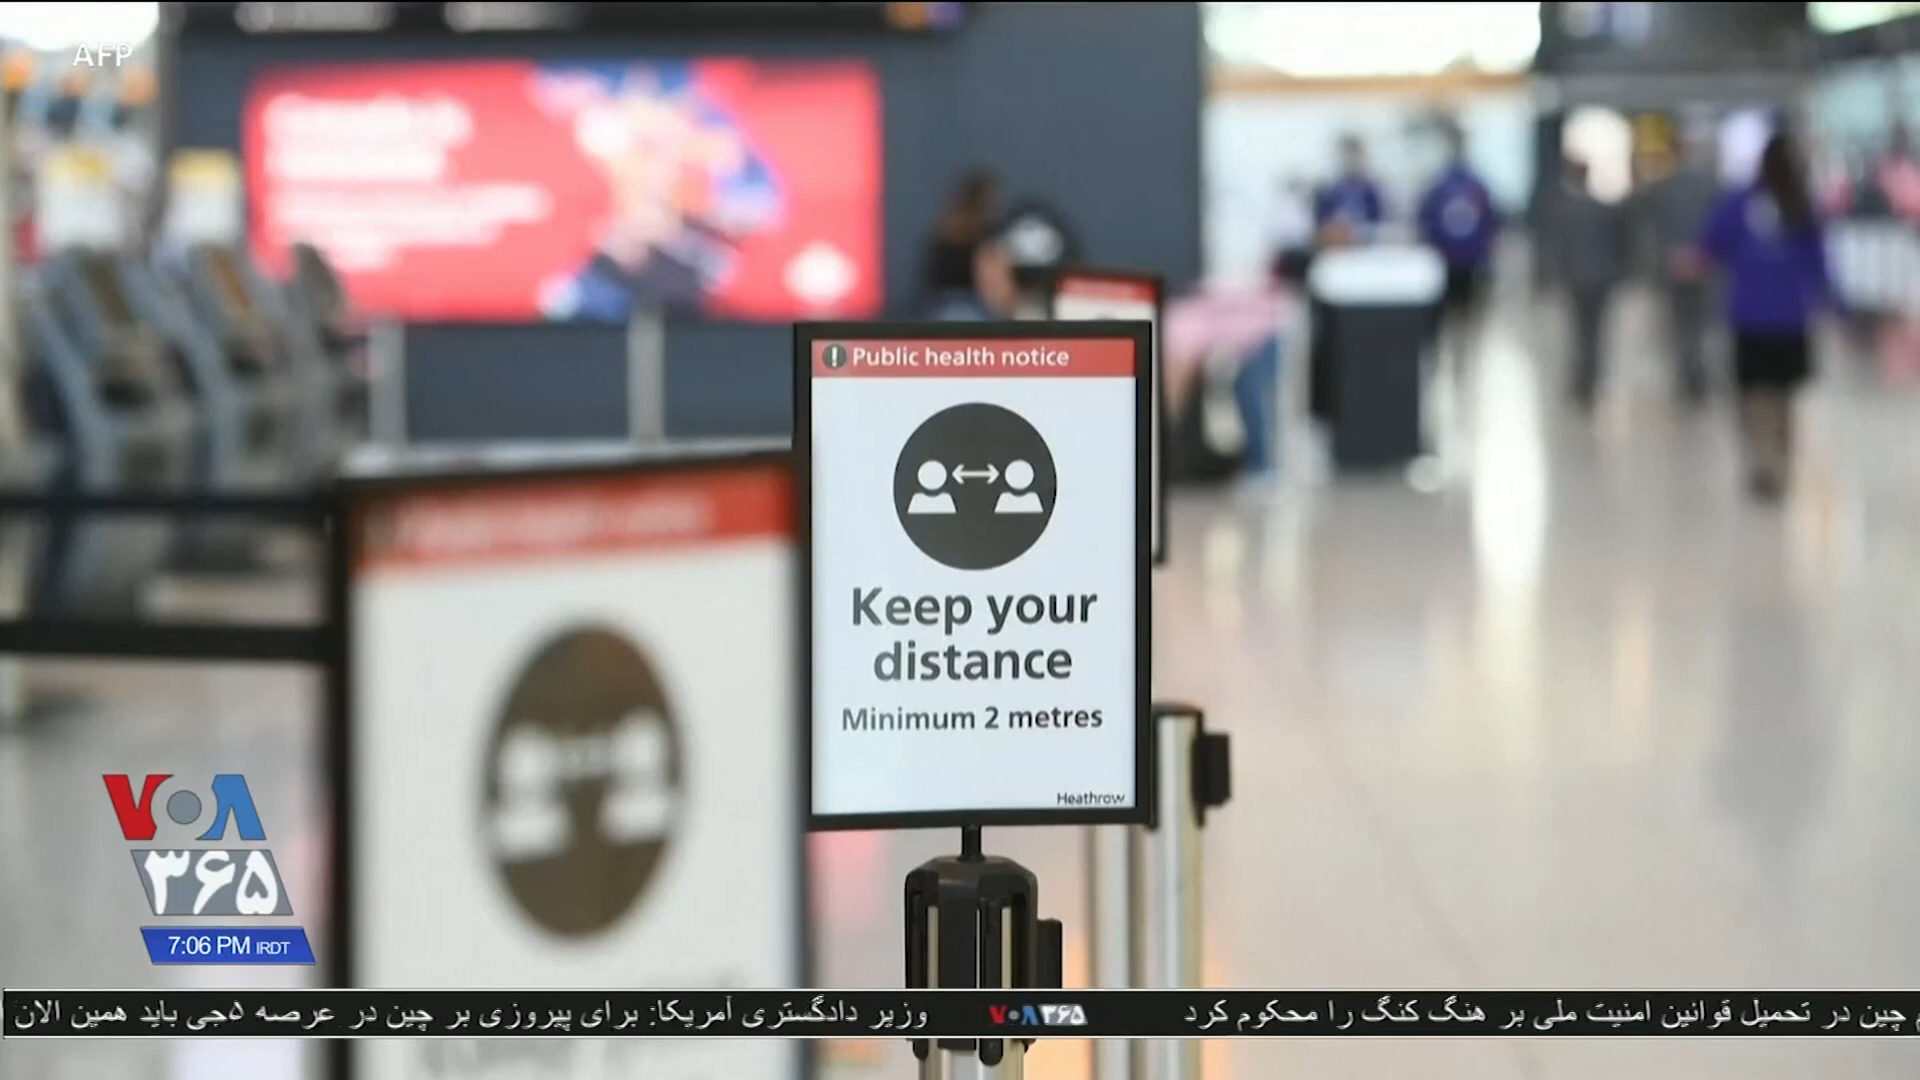 AFP
! Public health notice
Keep your
distance
Minimum 2 metres
Heathrow
VOA
۳۶۵
7:06 PM IRDT
چین در تحمیل قوانین امنیت ملی بر هنگ کنگ را محکوم کرد
VOA۳۶۵
وزیر دادگستری آمریکا: برای پیروزی بر چین در عرصه ۵جی باید همین الان